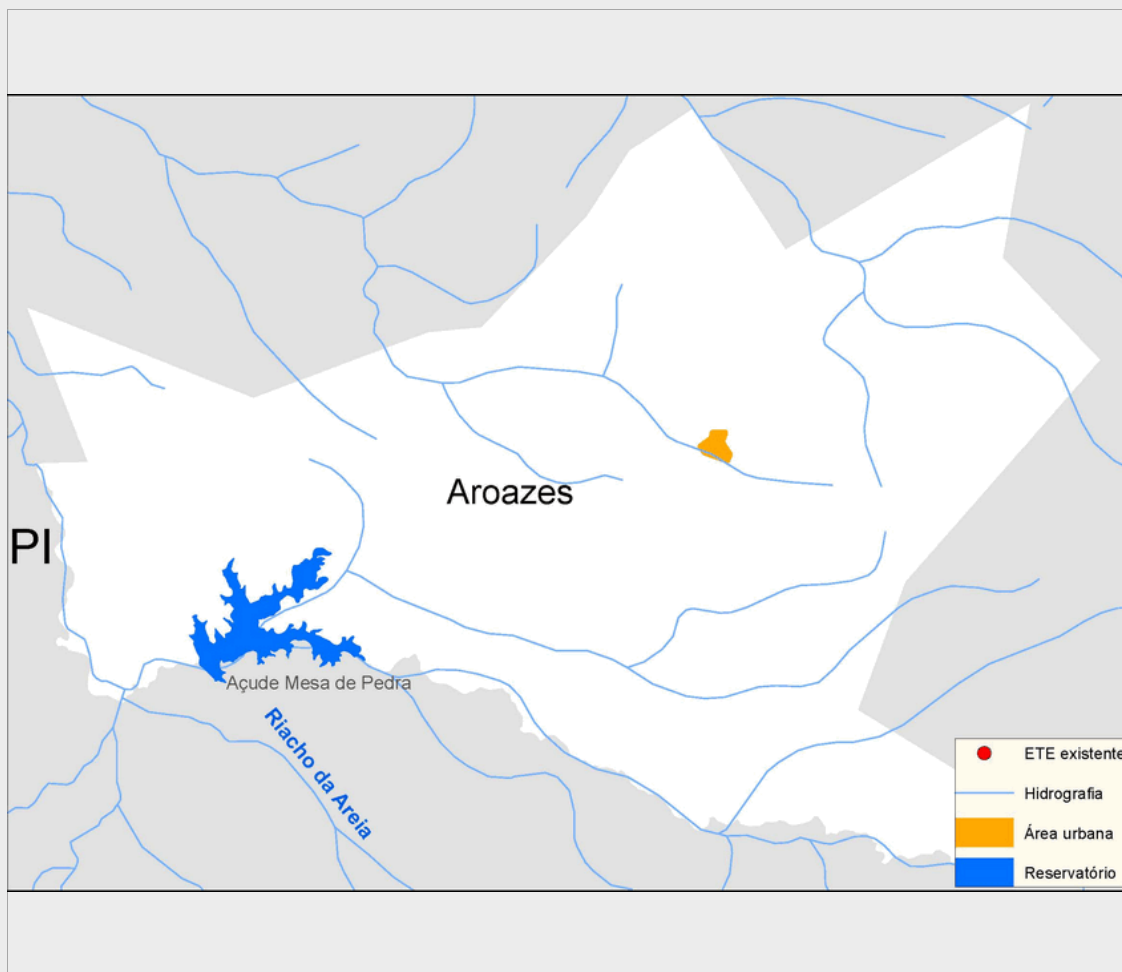 Aroazes
PI
Açude Mesa de Pedra
Riacho da Areia
ETE existente
Hidrografia
Área urbana
Reservatório